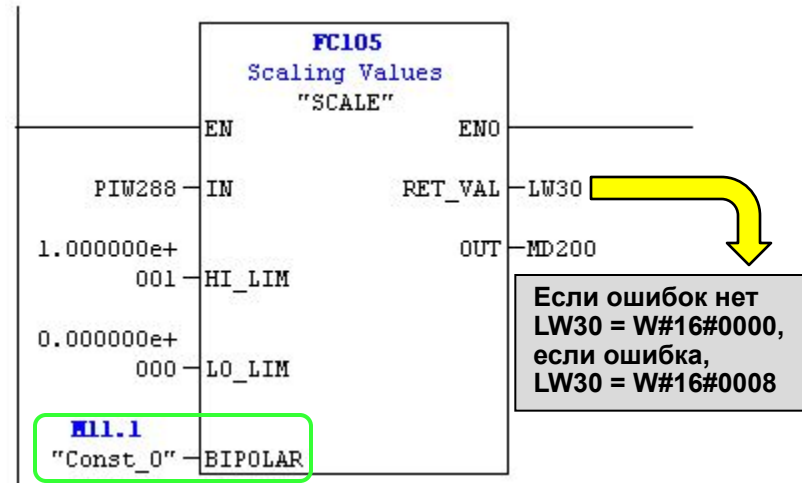 FC105
Scaling Values
"SCALE"
EN ENO
PIW288 IN RET_VAL LW30
1.000000e+ OUT MD200
001 HI_LIM
0.000000e+
000 LO_LIM
M11.1
"Const_0" BIPOLAR
Если ошибок нет
LW30 = W#16#0000,
если ошибка,
LW30 = W#16#0008